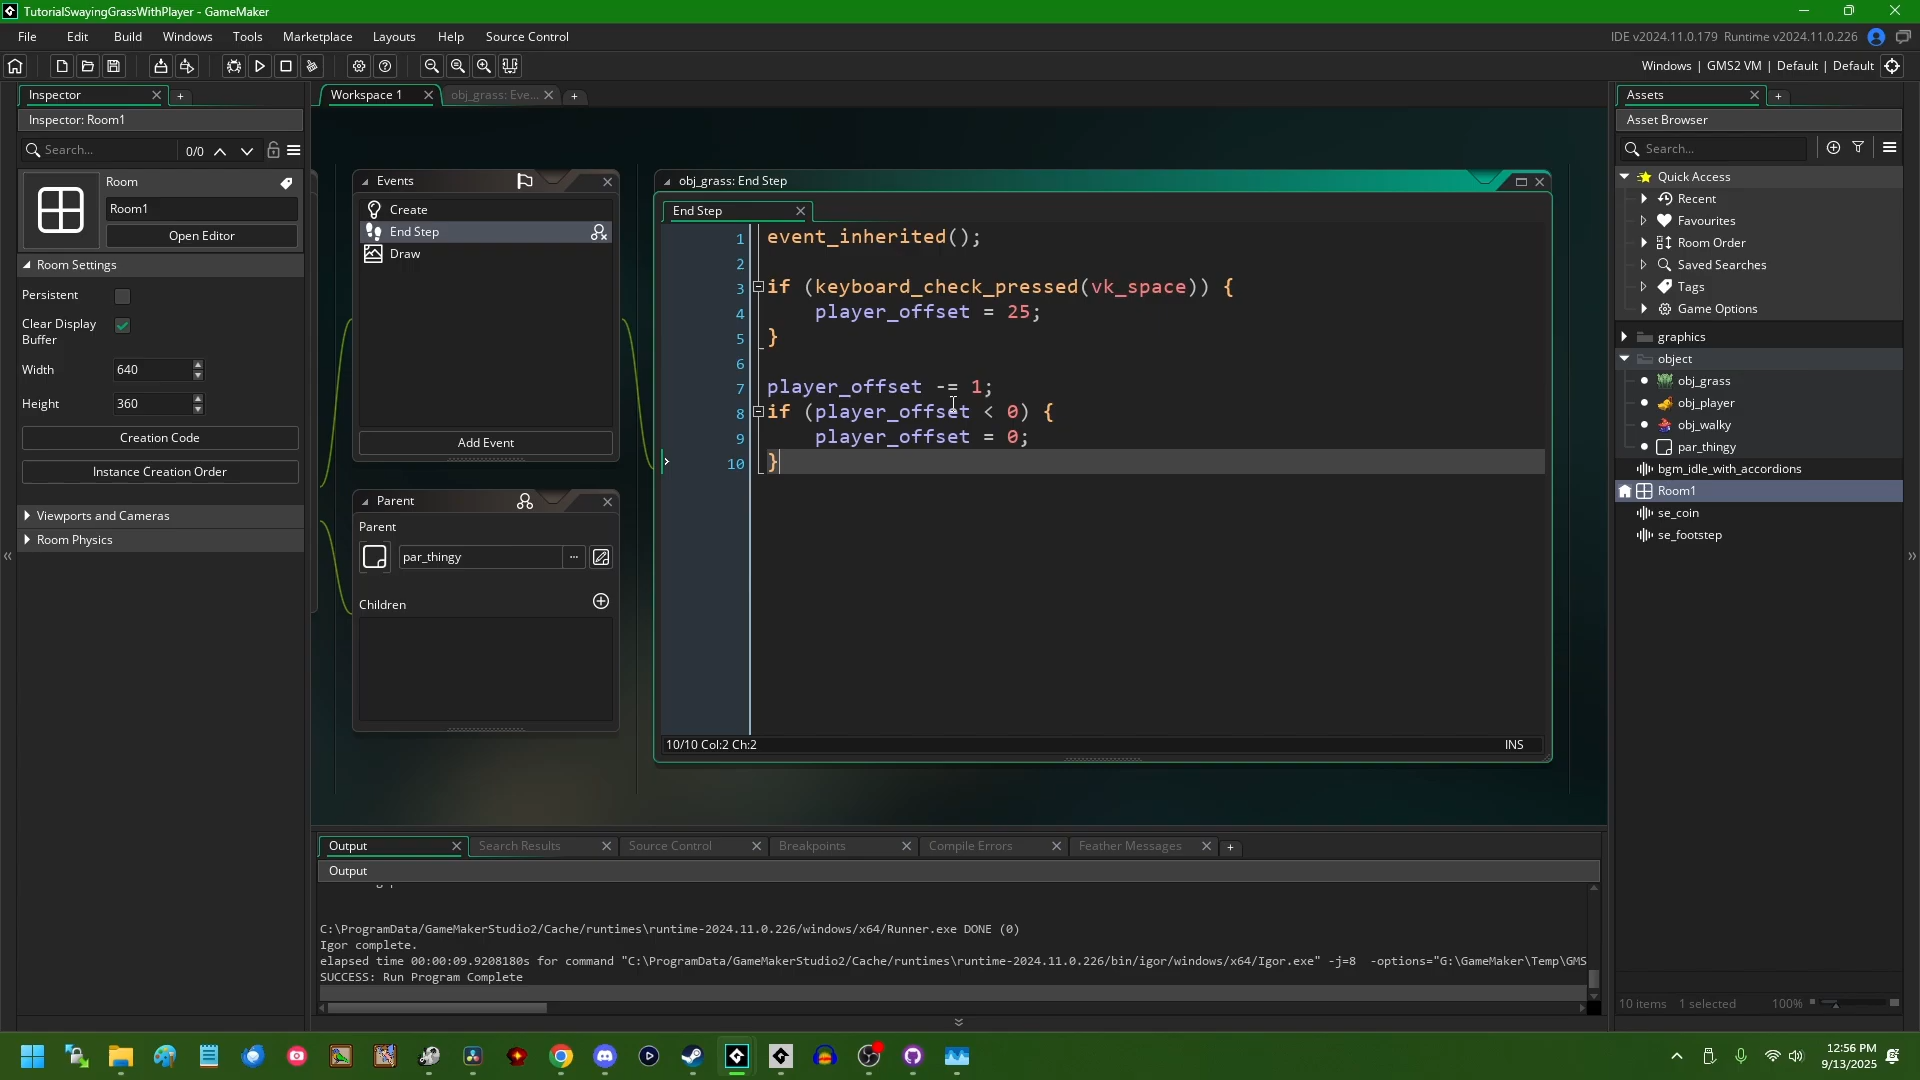 TutorialSwayingGrassWithPlayer - GameMaker
File Edit Build Windows Tools Marketplace Layouts Help Source Control
IDE v2024.11.0.179 Runtime v2024.11.0.226
Windows | GMS2 VM | Default | Default
Inspector
Inspector: Room1
Search...
0/0
Room
Room1
Open Editor
Room Settings
Persistent
Clear Display
Buffer
Width 640
Height 360
Creation Code
Instance Creation Order
Viewports and Cameras
Room Physics
Workspace 1
obj_grass: Eve...
Events
Create
End Step
Draw
Add Event
Parent
Parent
par_thingy
...
Children
obj_grass: End Step
End Step
1 event_inherited();
2
3 if (keyboard_check_pressed(vk_space)) {
4 player_offset = 25;
5 }
6
7 player_offset -= 1;
8 if (player_offset < 0) {
9 player_offset = 0;
10 }
10/10 Col:2 Ch:2
INS
Output
Search Results
Source Control
Breakpoints
Compile Errors
Feather Messages
Output
C:\ProgramData/GameMakerStudio2/Cache/runtimes\runtime-2024.11.0.226/windows/x64/Runner.exe DONE (0)
Igor complete.
elapsed time 00:00:09.9208180s for command "C:\ProgramData/GameMakerStudio2/Cache/runtimes\runtime-2024.11.0.226/bin/igor/windows/x64/Igor.exe" -j=8 -options="G:\GameMaker\Temp\GMS
SUCCESS: Run Program Complete
Assets
Asset Browser
Search...
Quick Access
Recent
Favourites
Room Order
Saved Searches
Tags
Game Options
graphics
object
obj_grass
obj_player
obj_walky
par_thingy
bgm_idle_with_accordions
Room1
se_coin
se_footstep
10 items 1 selected 100%
12:56 PM
9/13/2025